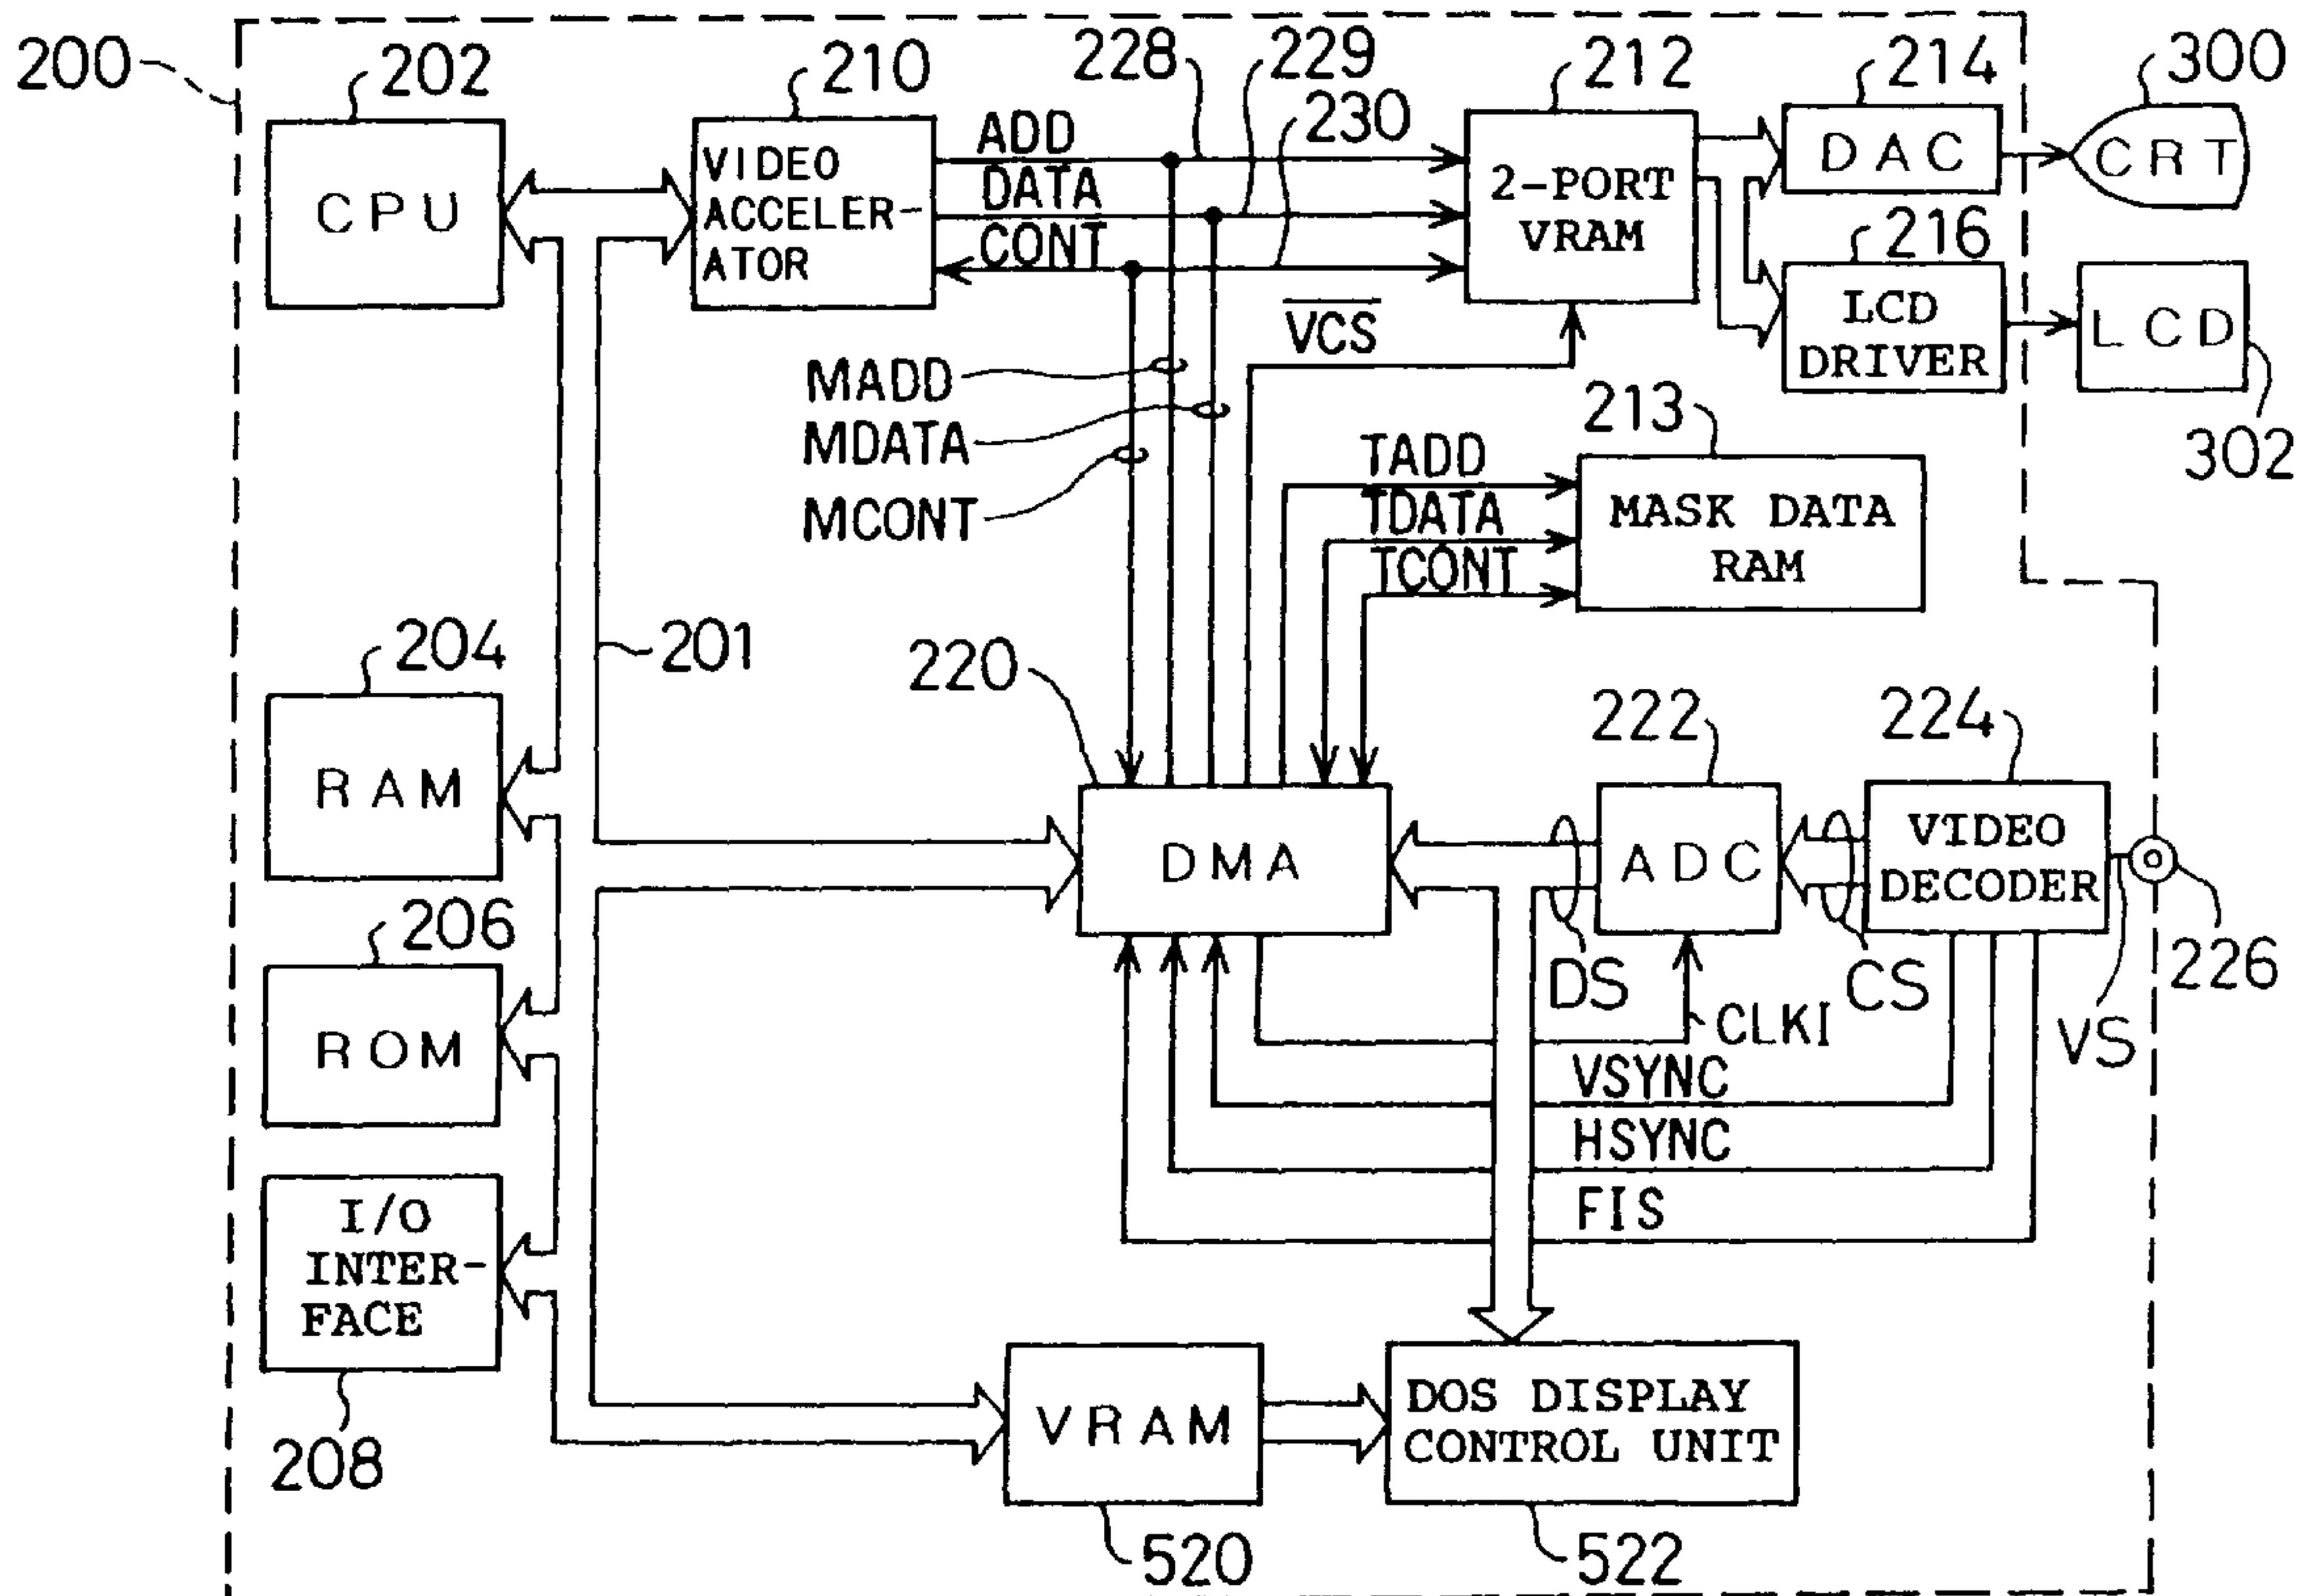 200
202
210
228
229
230
212
214
300
CPU
VIDEO
ACCELER-
ATOR
ADD
DATA
CONT
2-PORT
VRAM
DAC
CRT
216
LCD
DRIVER
LCD
302
VCS
MADD
MDATA
MCONT
213
TADD
TDATA
TCONT
MASK DATA
RAM
204
201
220
222
224
RAM
DMA
ADC
VIDEO
DECODER
226
206
DS
CS
VS
ROM
CLKI
VSYNC
HSYNC
FIS
I/O
INTER-
FACE
208
VRAM
DOS DISPLAY
CONTROL UNIT
520
522